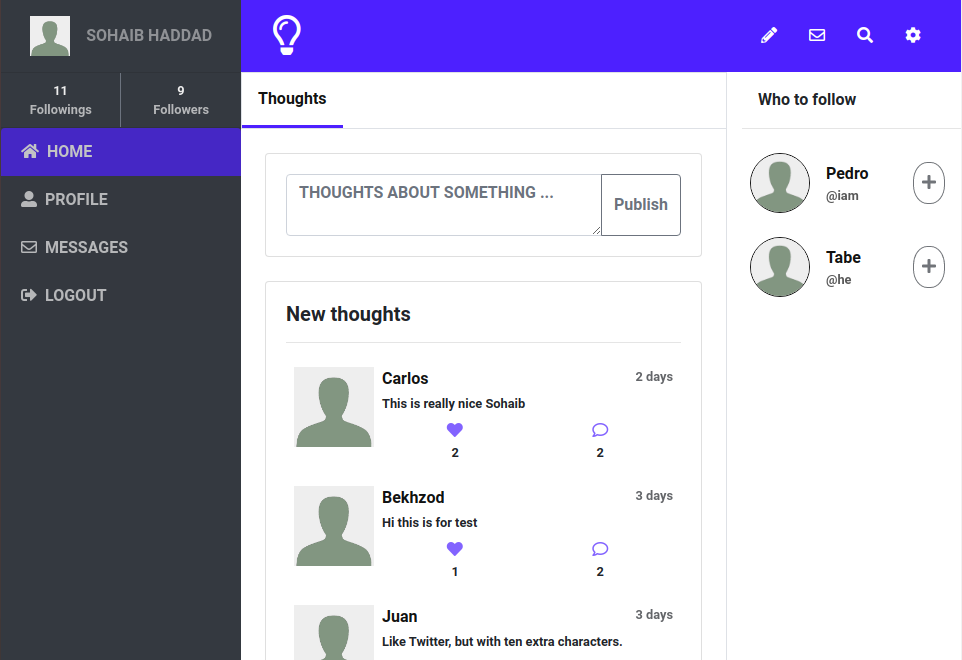 SOHAIB HADDAD
11
Followings
9
Followers
HOME
PROFILE
MESSAGES
LOGOUT
Thoughts
THOUGHTS ABOUT SOMETHING ...
Publish
New thoughts
Carlos
2 days
This is really nice Sohaib
2
2
Bekhzod
3 days
Hi this is for test
1
2
Juan
3 days
Like Twitter, but with ten extra characters.
Who to follow
Pedro
@iam
Tabe
@he